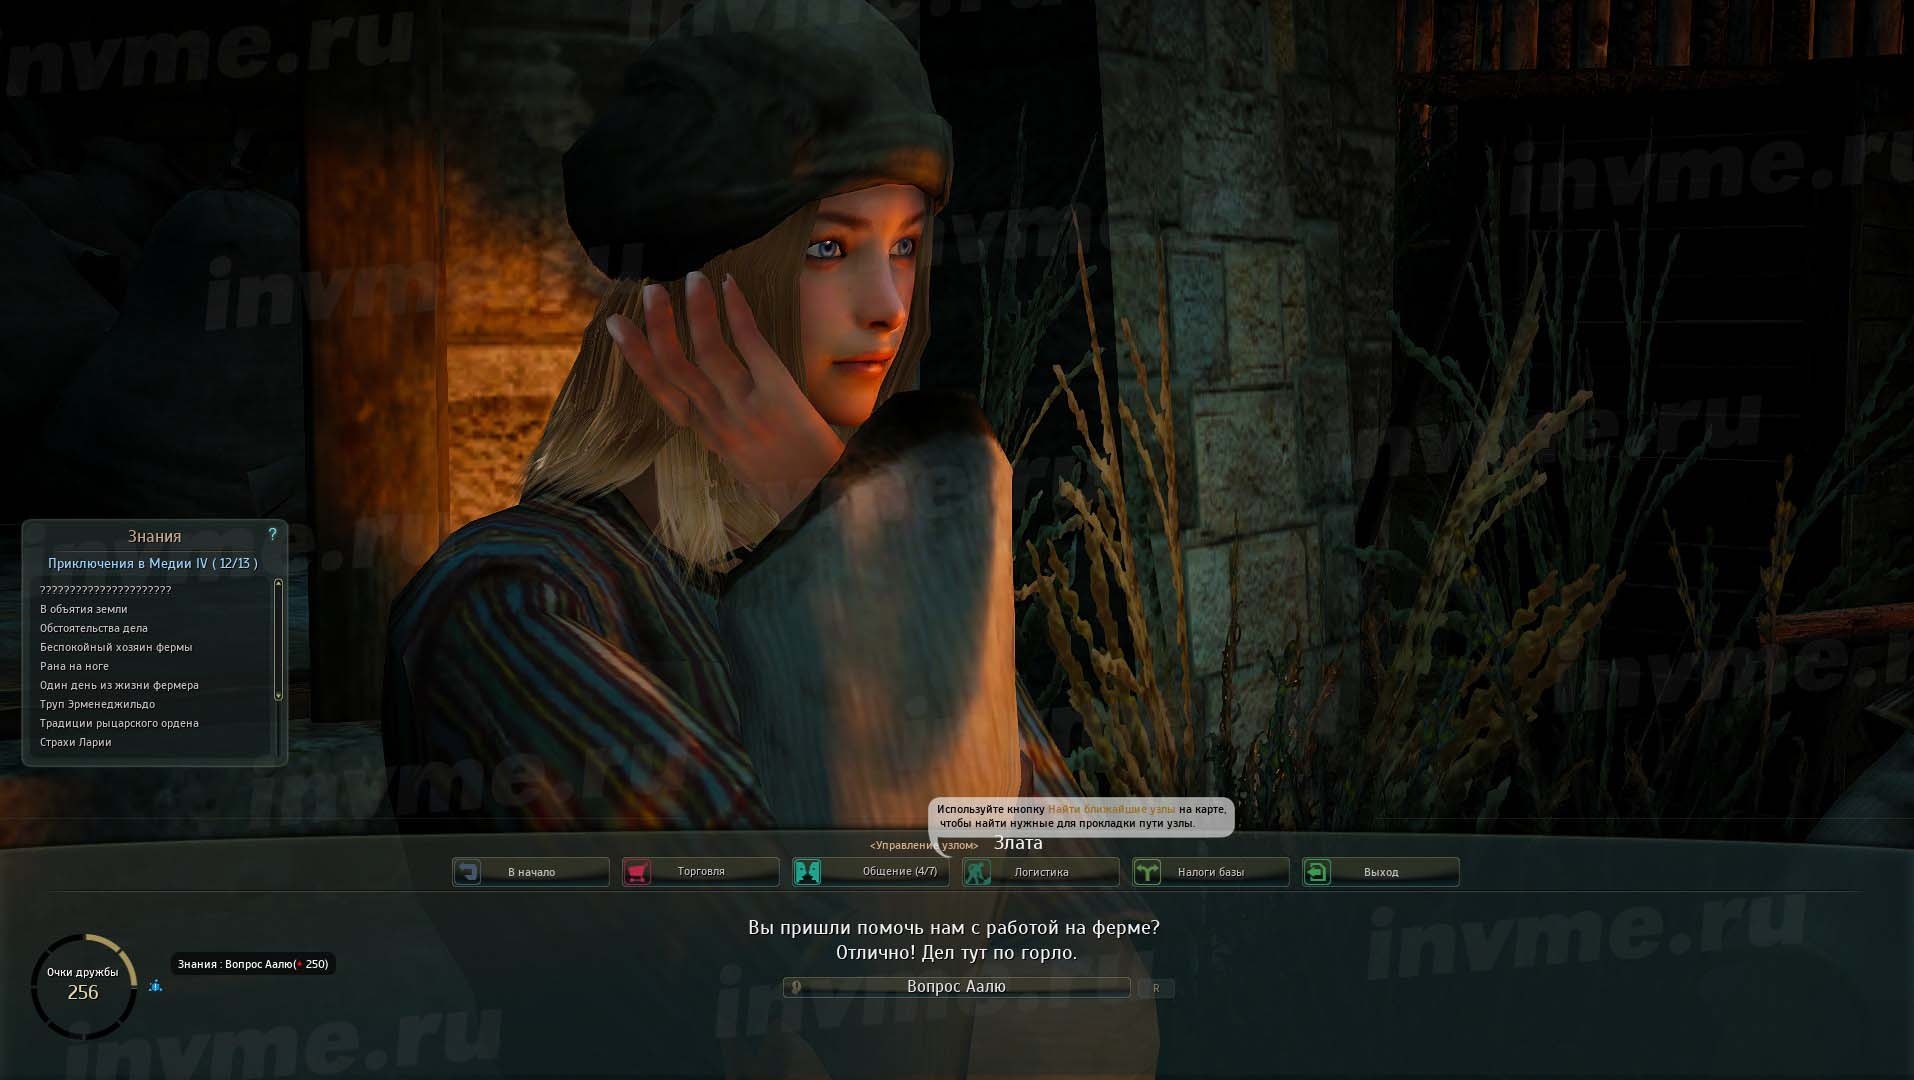 invme.ru
Знания
?
Приключения в Медии IV ( 12/13 )
??????????????????????
В объятия земли
Обстоятельства дела
Беспокойный хозяин фермы
Рана на ноге
Один день из жизни фермера
Труп Эрменеджильдо
Традиции рыцарского ордена
Страхи Ларии
Используйте кнопку Найти ближайшие узлы на карте,
чтобы найти нужные для прокладки пути узлы.
<Управление узлом> Злата
В начало
Торговля
Общение (4/7)
Логистика
Налоги базы
Выход
Вы пришли помочь нам с работой на ферме?
Отлично! Дел тут по горло.
Вопрос Аалю
R
Очки дружбы
256
Знания : Вопрос Аалю(♦ 250)